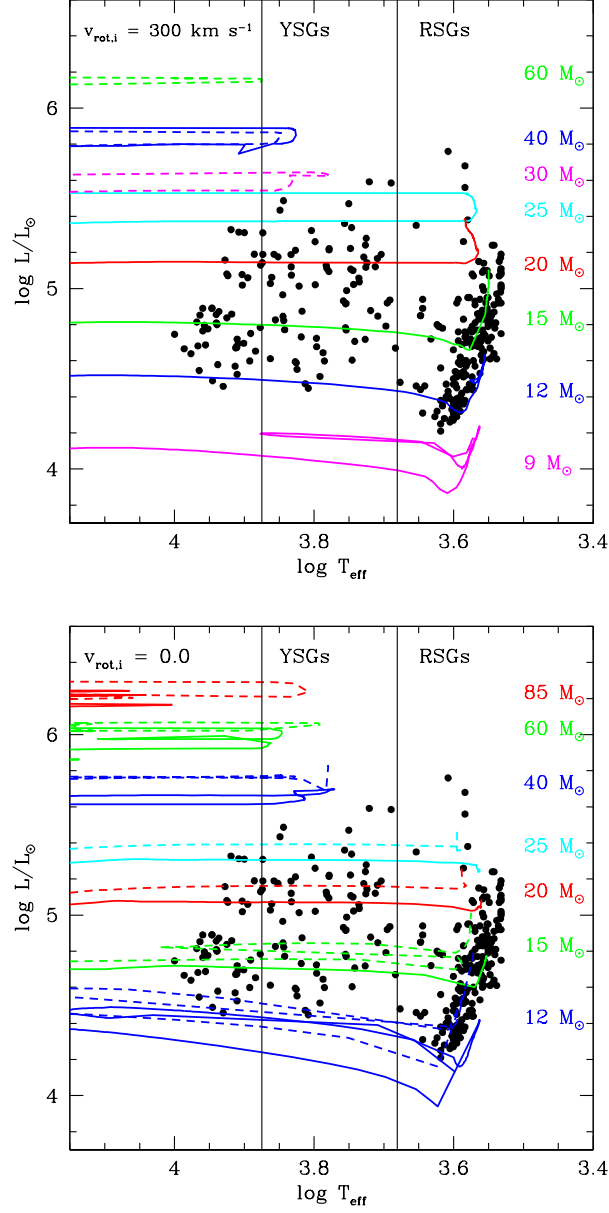 v_rot,i = 300 km s⁻¹ YSGs RSGs
60 M⊙
6
40 M⊙
30 M⊙
25 M⊙
log L/L⊙
5
20 M⊙
15 M⊙
12 M⊙
4
9 M⊙
4 3.8 3.6 3.4
log T_eff
v_rot,i = 0.0 YSGs RSGs
85 M⊙
60 M⊙
6
40 M⊙
25 M⊙
log L/L⊙
5
20 M⊙
15 M⊙
12 M⊙
4
4 3.8 3.6 3.4
log T_eff